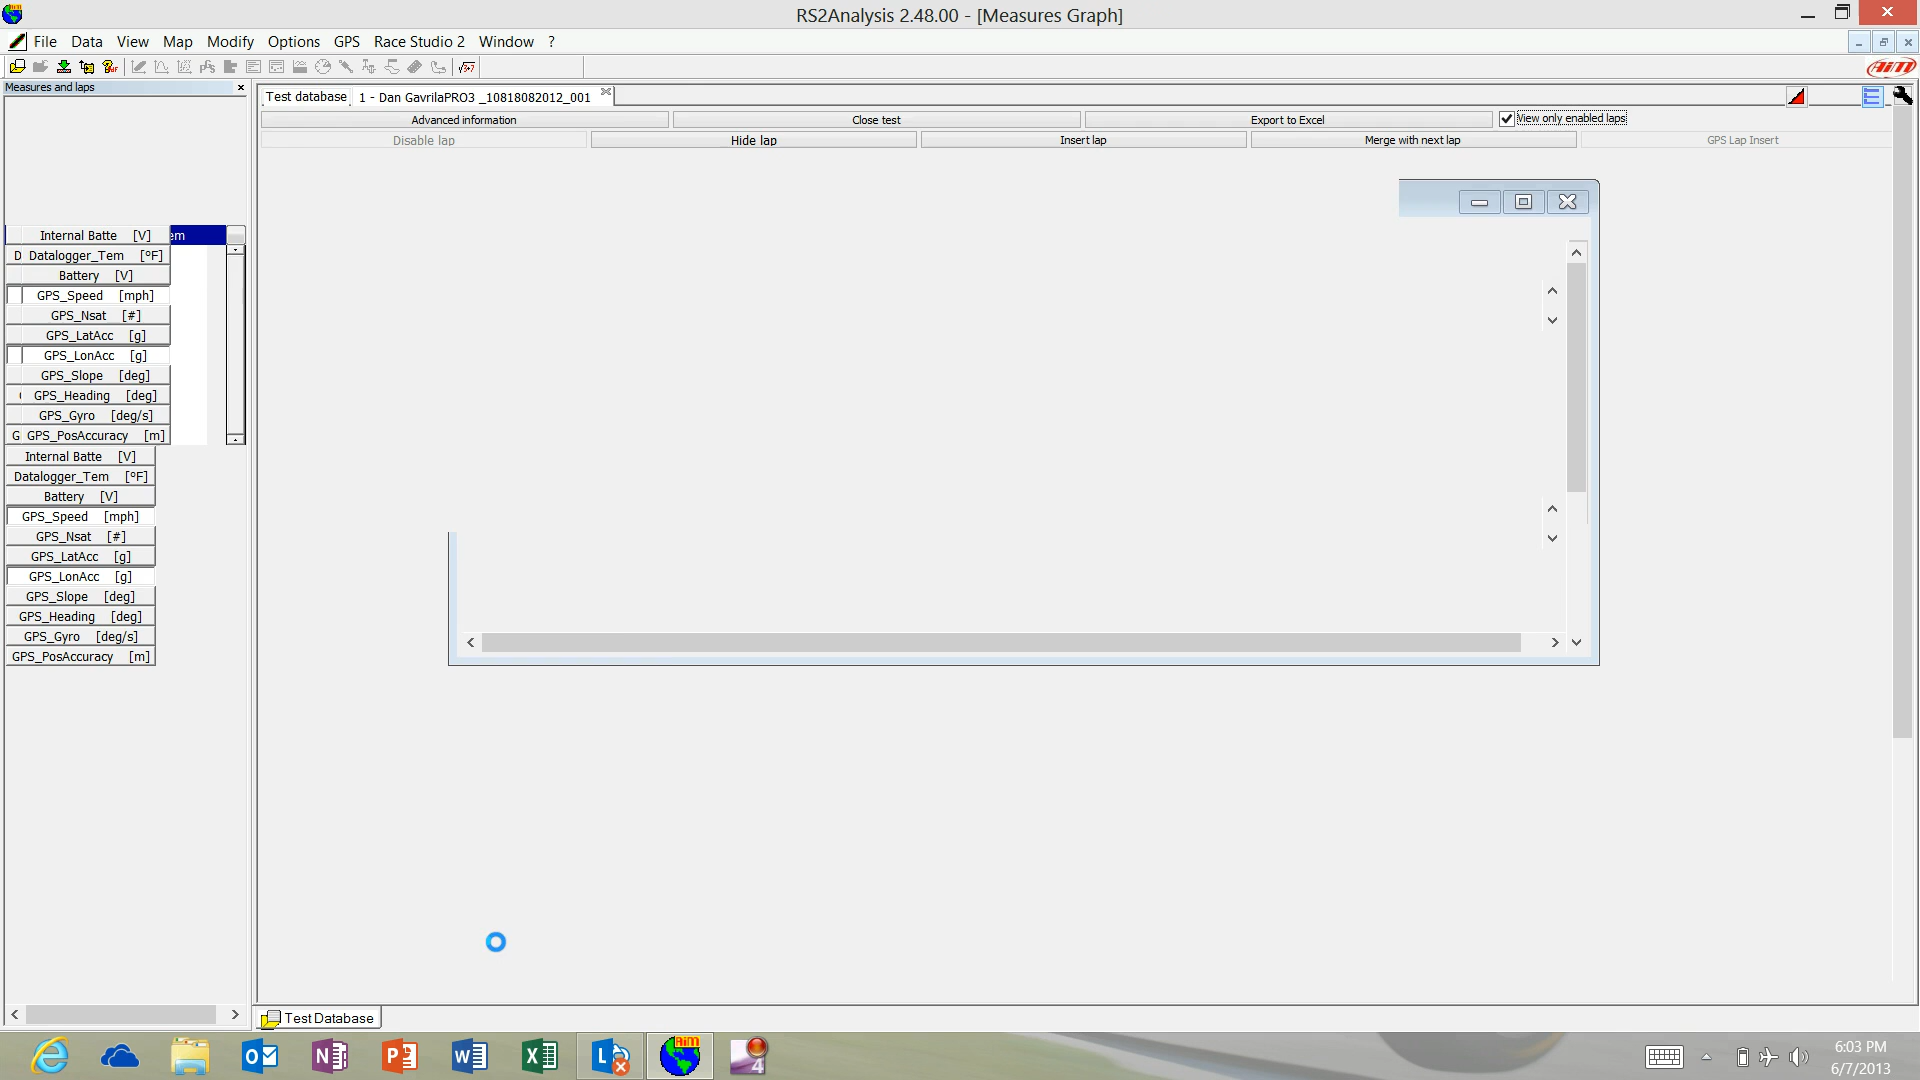 RS2Analysis 2.48.00 - [Measures Graph]
File Data View Map Modify Options GPS Race Studio 2 Window ?
AiM
Measures and laps
Test database 1 - Dan GavrilaPRO3 _10818082012_001
Advanced information Close test Export to Excel View only enabled laps
Disable lap Hide lap Insert lap Merge with next lap GPS Lap Insert
Internal Batte [V] em
D Datalogger_Tem [°F]
Battery [V]
GPS_Speed [mph]
GPS_Nsat [#]
GPS_LatAcc [g]
GPS_LonAcc [g]
GPS_Slope [deg]
GPS_Heading [deg]
GPS_Gyro [deg/s]
G GPS_PosAccuracy [m]
Internal Batte [V]
Datalogger_Tem [°F]
Battery [V]
GPS_Speed [mph]
GPS_Nsat [#]
GPS_LatAcc [g]
GPS_LonAcc [g]
GPS_Slope [deg]
GPS_Heading [deg]
GPS_Gyro [deg/s]
GPS_PosAccuracy [m]
Test Database
AiM
4
6:03 PM
6/7/2013